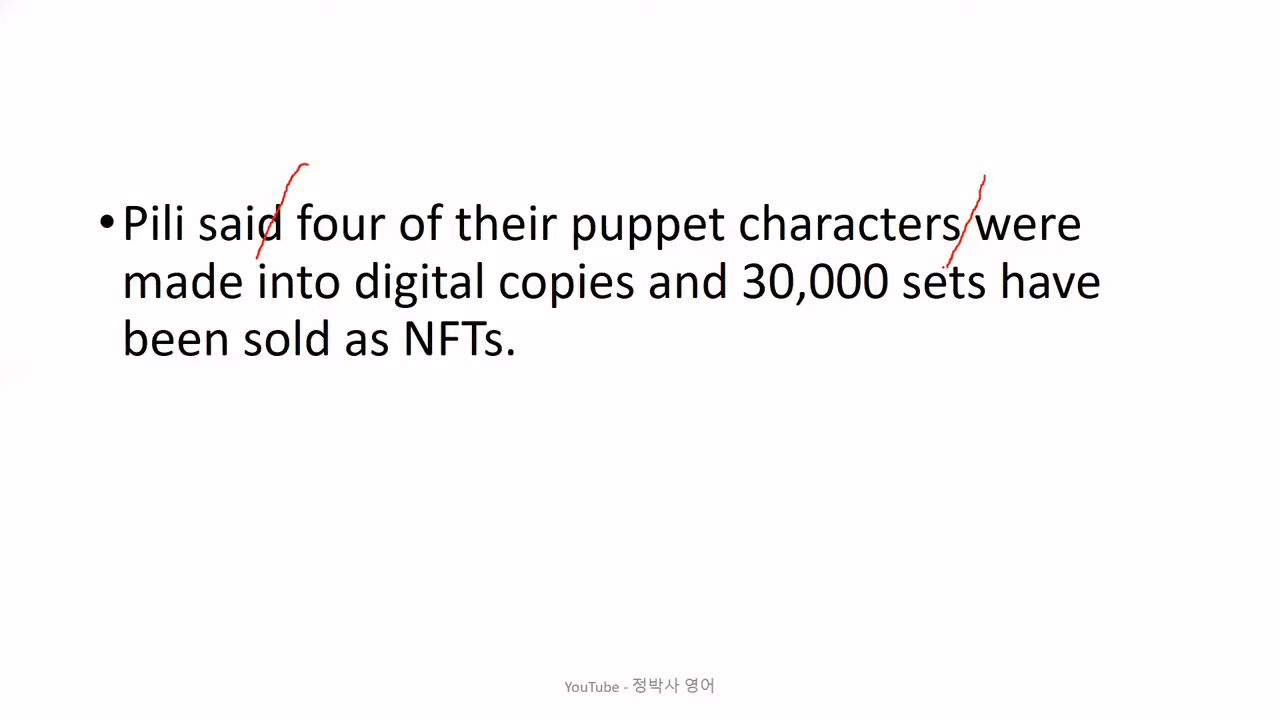 •Pili said four of their puppet characters were
made into digital copies and 30,000 sets have
been sold as NFTs.
YouTube - 정박사 영어